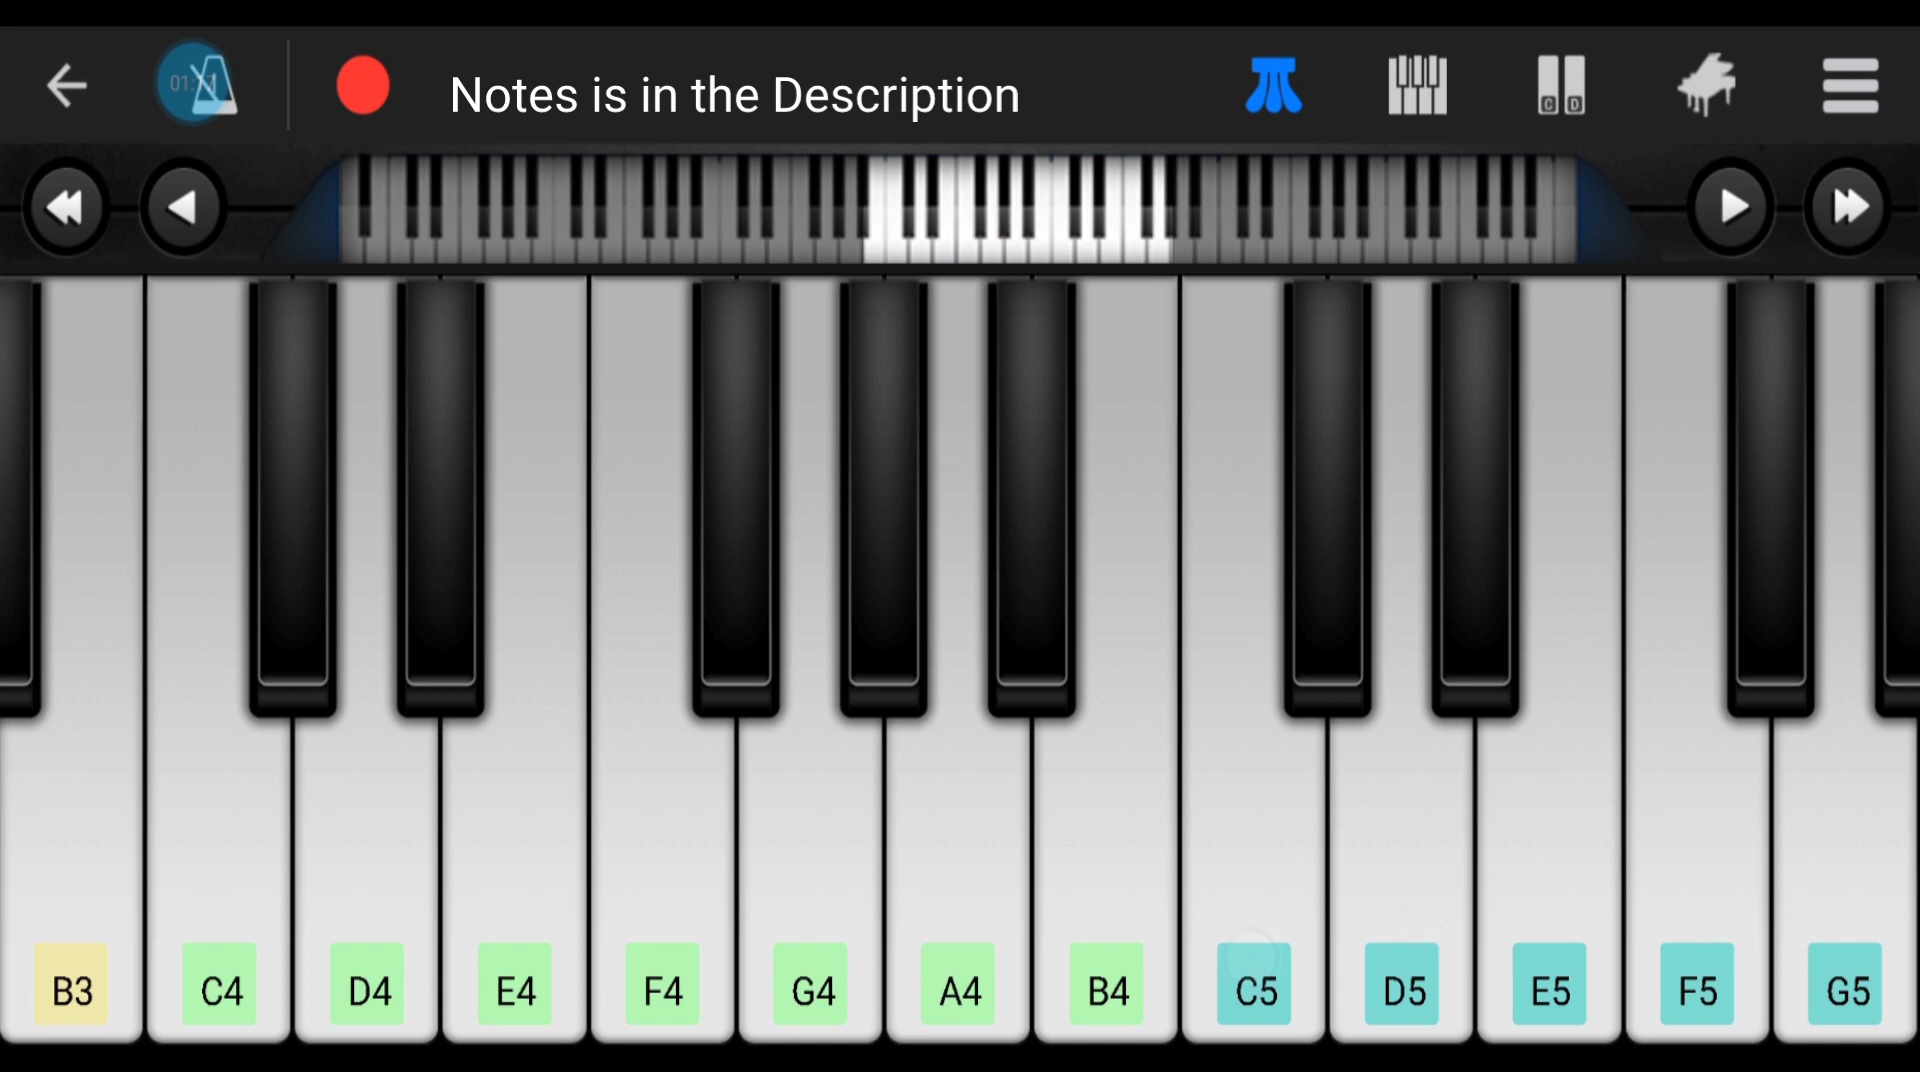 Notes is in the Description
C D
B3 C4 D4 E4 F4 G4 A4 B4 C5 D5 E5 F5 G5